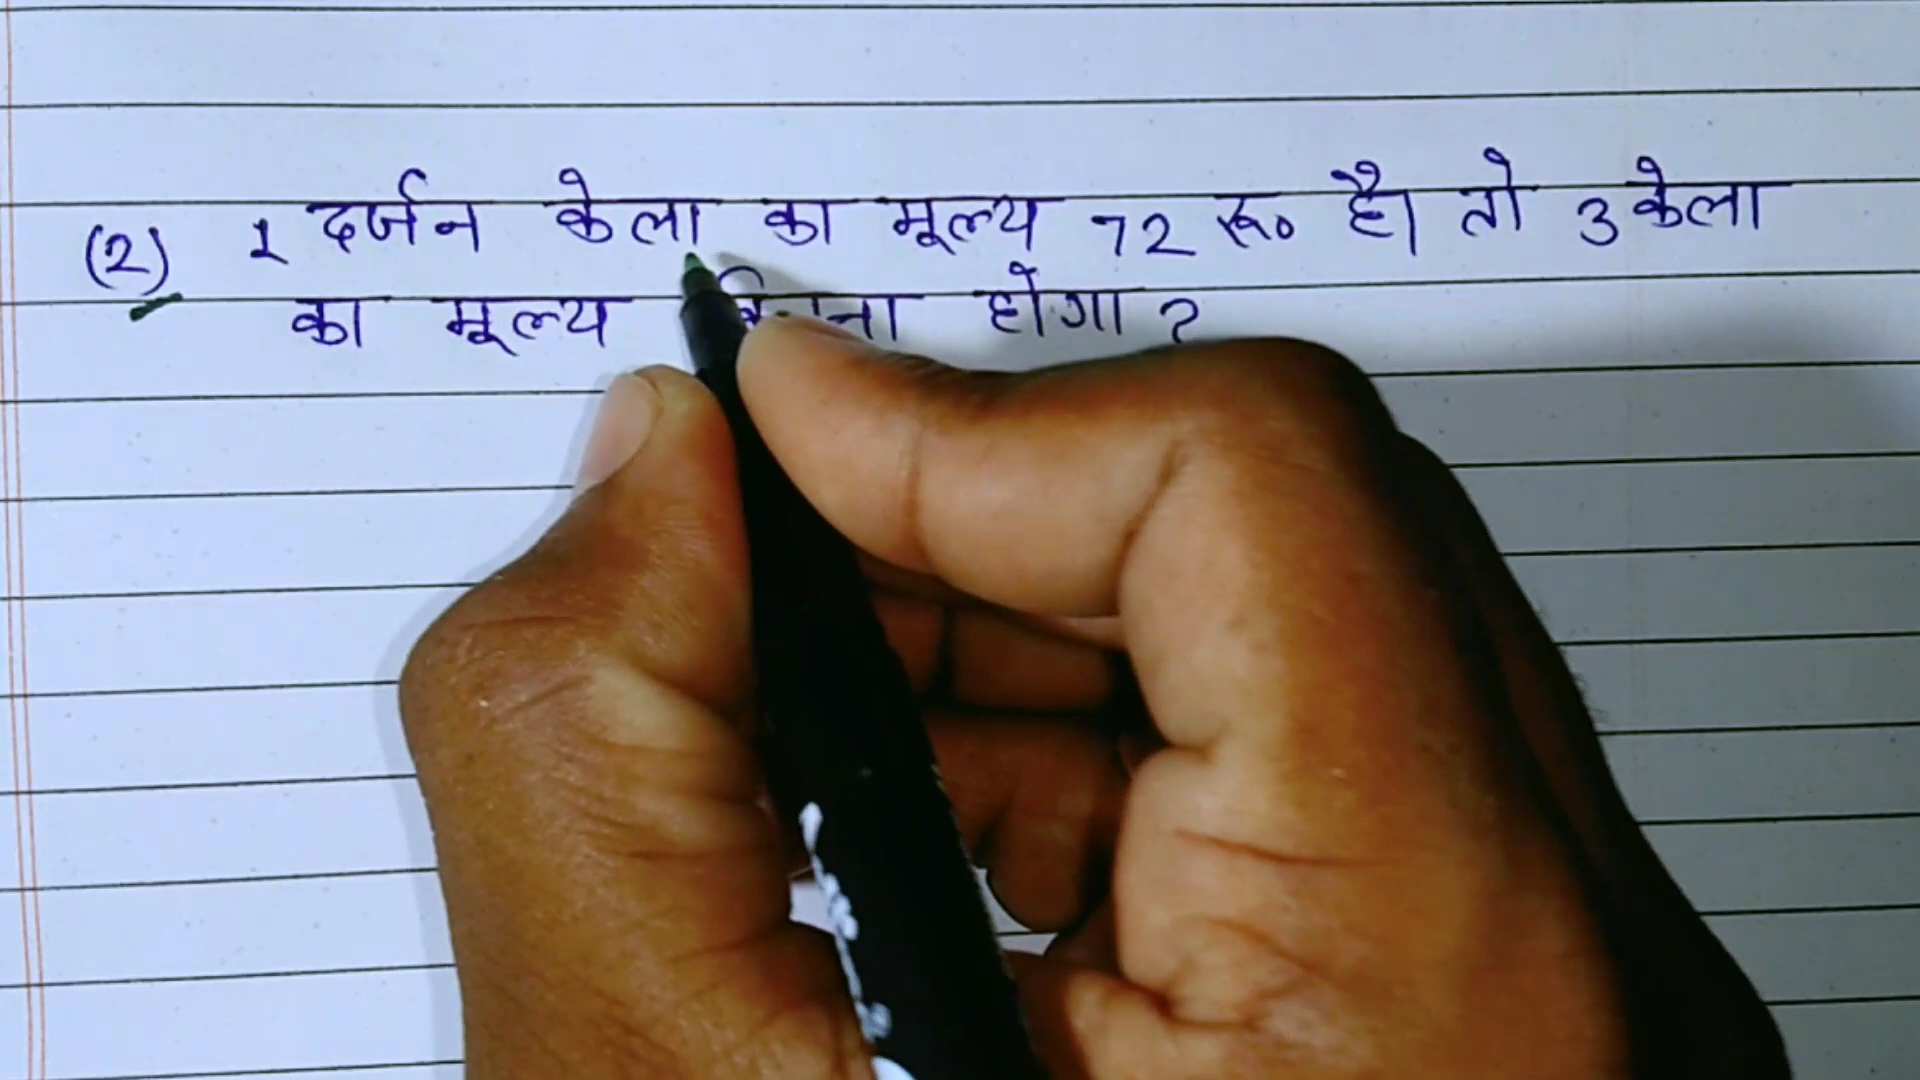 (2) 1 दर्जन केला का मूल्य 72 रू० है। तो 3 केला
का मूल्य होगा ?